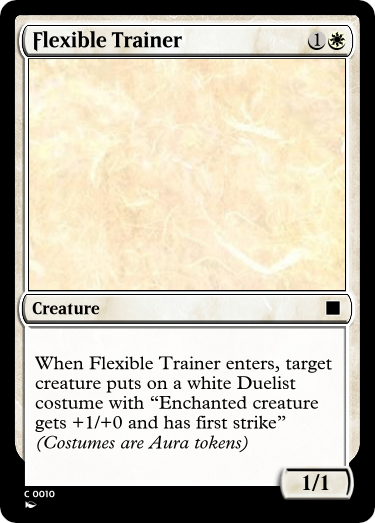 Flexible Trainer 1
Creature
When Flexible Trainer enters, target
creature puts on a white Duelist
costume with “Enchanted creature
gets +1/+0 and has first strike”
(Costumes are Aura tokens)
1/1
C 0010